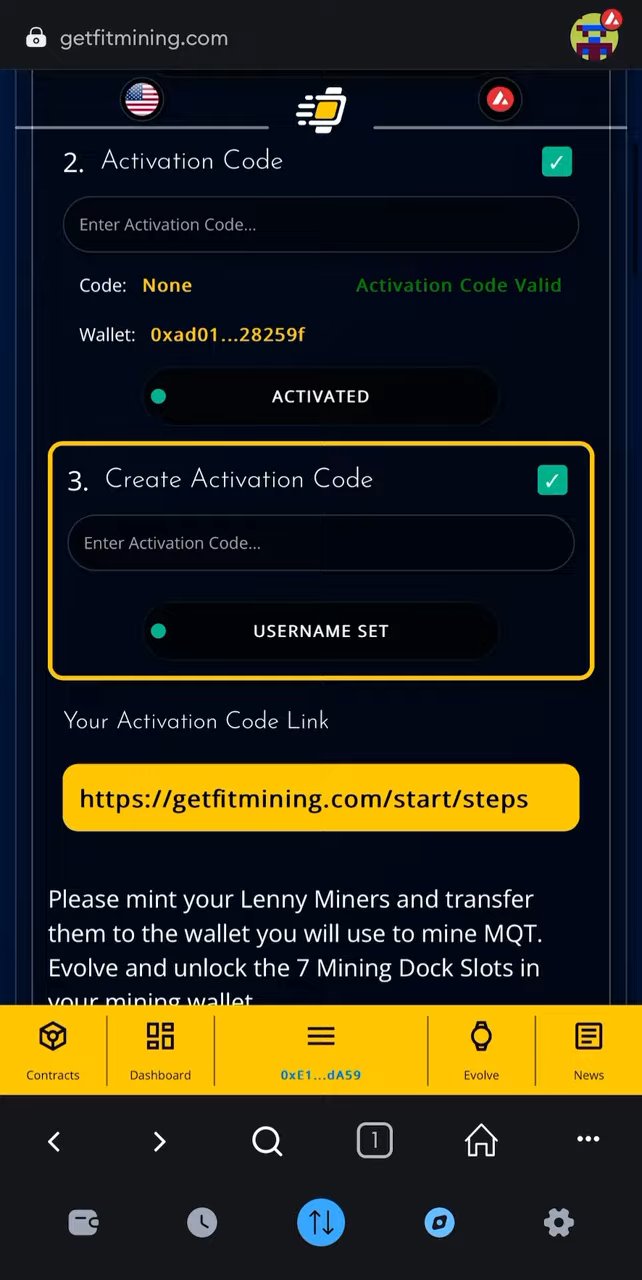 getfitmining.com
2. Activation Code
Enter Activation Code...
Code: None Activation Code Valid
Wallet: 0xad01...28259f
ACTIVATED
3. Create Activation Code
Enter Activation Code...
USERNAME SET
Your Activation Code Link
https://getfitmining.com/start/steps
Please mint your Lenny Miners and transfer
them to the wallet you will use to mine MQT.
Evolve and unlock the 7 Mining Dock Slots in
your mining wallet
Contracts Dashboard 0xE1...dA59 Evolve News
1